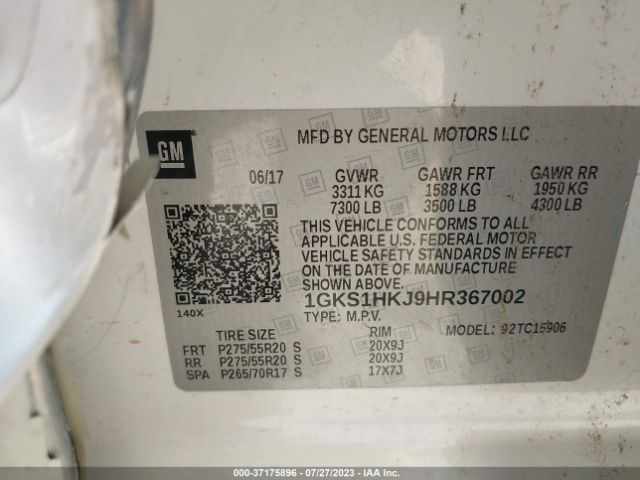 GM
MFD BY GENERAL MOTORS LLC
06/17 GVWR GAWR FRT GAWR RR
3311 KG 1588 KG 1950 KG
7300 LB 3500 LB 4300 LB
THIS VEHICLE CONFORMS TO ALL
APPLICABLE U.S. FEDERAL MOTOR
VEHICLE SAFETY STANDARDS IN EFFECT
ON THE DATE OF MANUFACTURE
SHOWN ABOVE.
1GKS1HKJ9HR367002
140X
TYPE: M.P.V. MODEL: 92TC15906
TIRE SIZE RIM
FRT P275/55R20 S 20X9J
RR P275/55R20 S 20X9J
SPA P265/70R17 S 17X7J
000-37175896 - 07/27/2023 - IAAI.COM